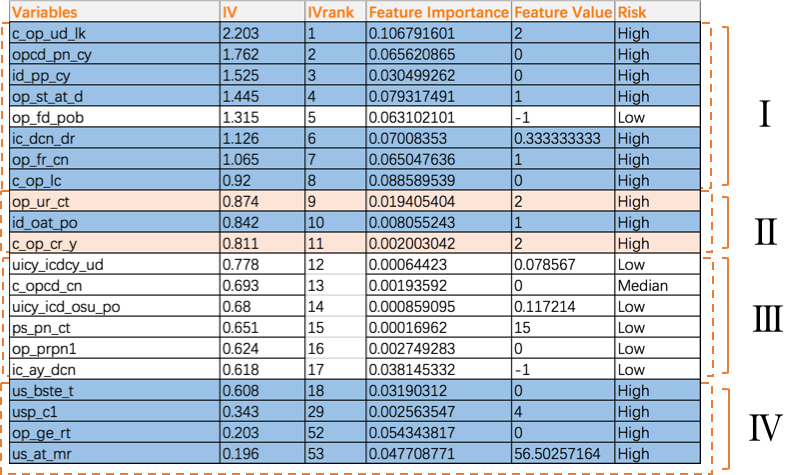 Variables IV IVrank Feature Importance Feature Value Risk
c_op_ud_lk 2.203 1 0.106791601 2 High
opcd_pn_cy 1.762 2 0.065620865 0 High
id_pp_cy 1.525 3 0.030499262 0 High
op_st_at_d 1.445 4 0.079317491 1 High
op_fd_pob 1.315 5 0.063102101 -1 Low
ic_dcn_dr 1.126 6 0.07008353 0.333333333 High
op_fr_cn 1.065 7 0.065047636 1 High
c_op_lc 0.92 8 0.088589539 0 High
I
op_ur_ct 0.874 9 0.019405404 2 High
id_oat_po 0.842 10 0.008055243 1 High
c_op_cr_y 0.811 11 0.002003042 2 High
II
uicy_icdcy_ud 0.778 12 0.00064423 0.078567 Low
c_opcd_cn 0.693 13 0.00193592 0 Median
uicy_icd_osu_po 0.68 14 0.000859095 0.117214 Low
ps_pn_ct 0.651 15 0.00016962 15 Low
op_prpn1 0.624 16 0.002749283 0 Low
ic_ay_dcn 0.618 17 0.038145332 -1 Low
III
us_bste_t 0.608 18 0.03190312 0 High
usp_c1 0.343 29 0.002563547 4 High
op_ge_rt 0.203 52 0.054343817 0 High
us_at_mr 0.196 53 0.047708771 56.50257164 High
IV